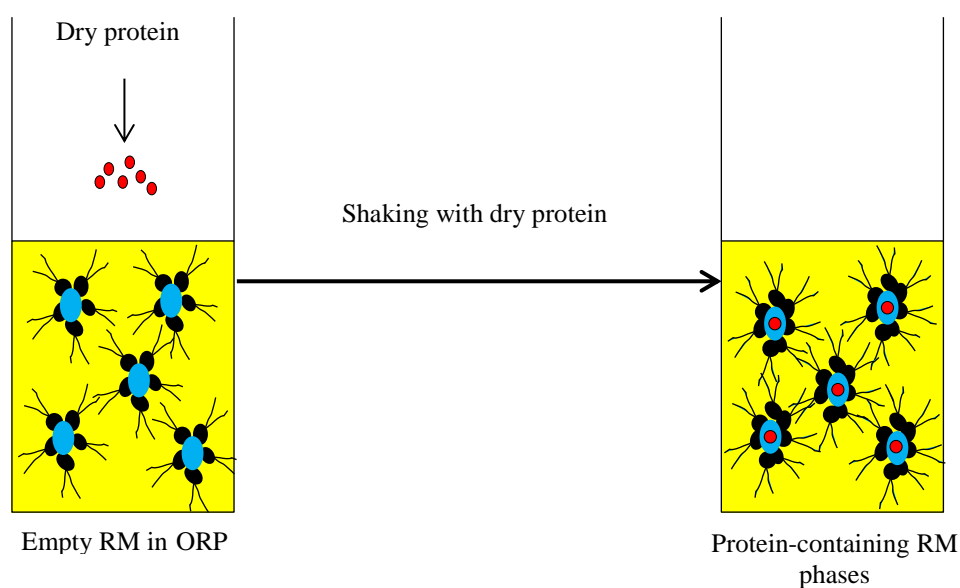 Dry protein
Shaking with dry protein
Empty RM in ORP
Protein-containing RM
phases